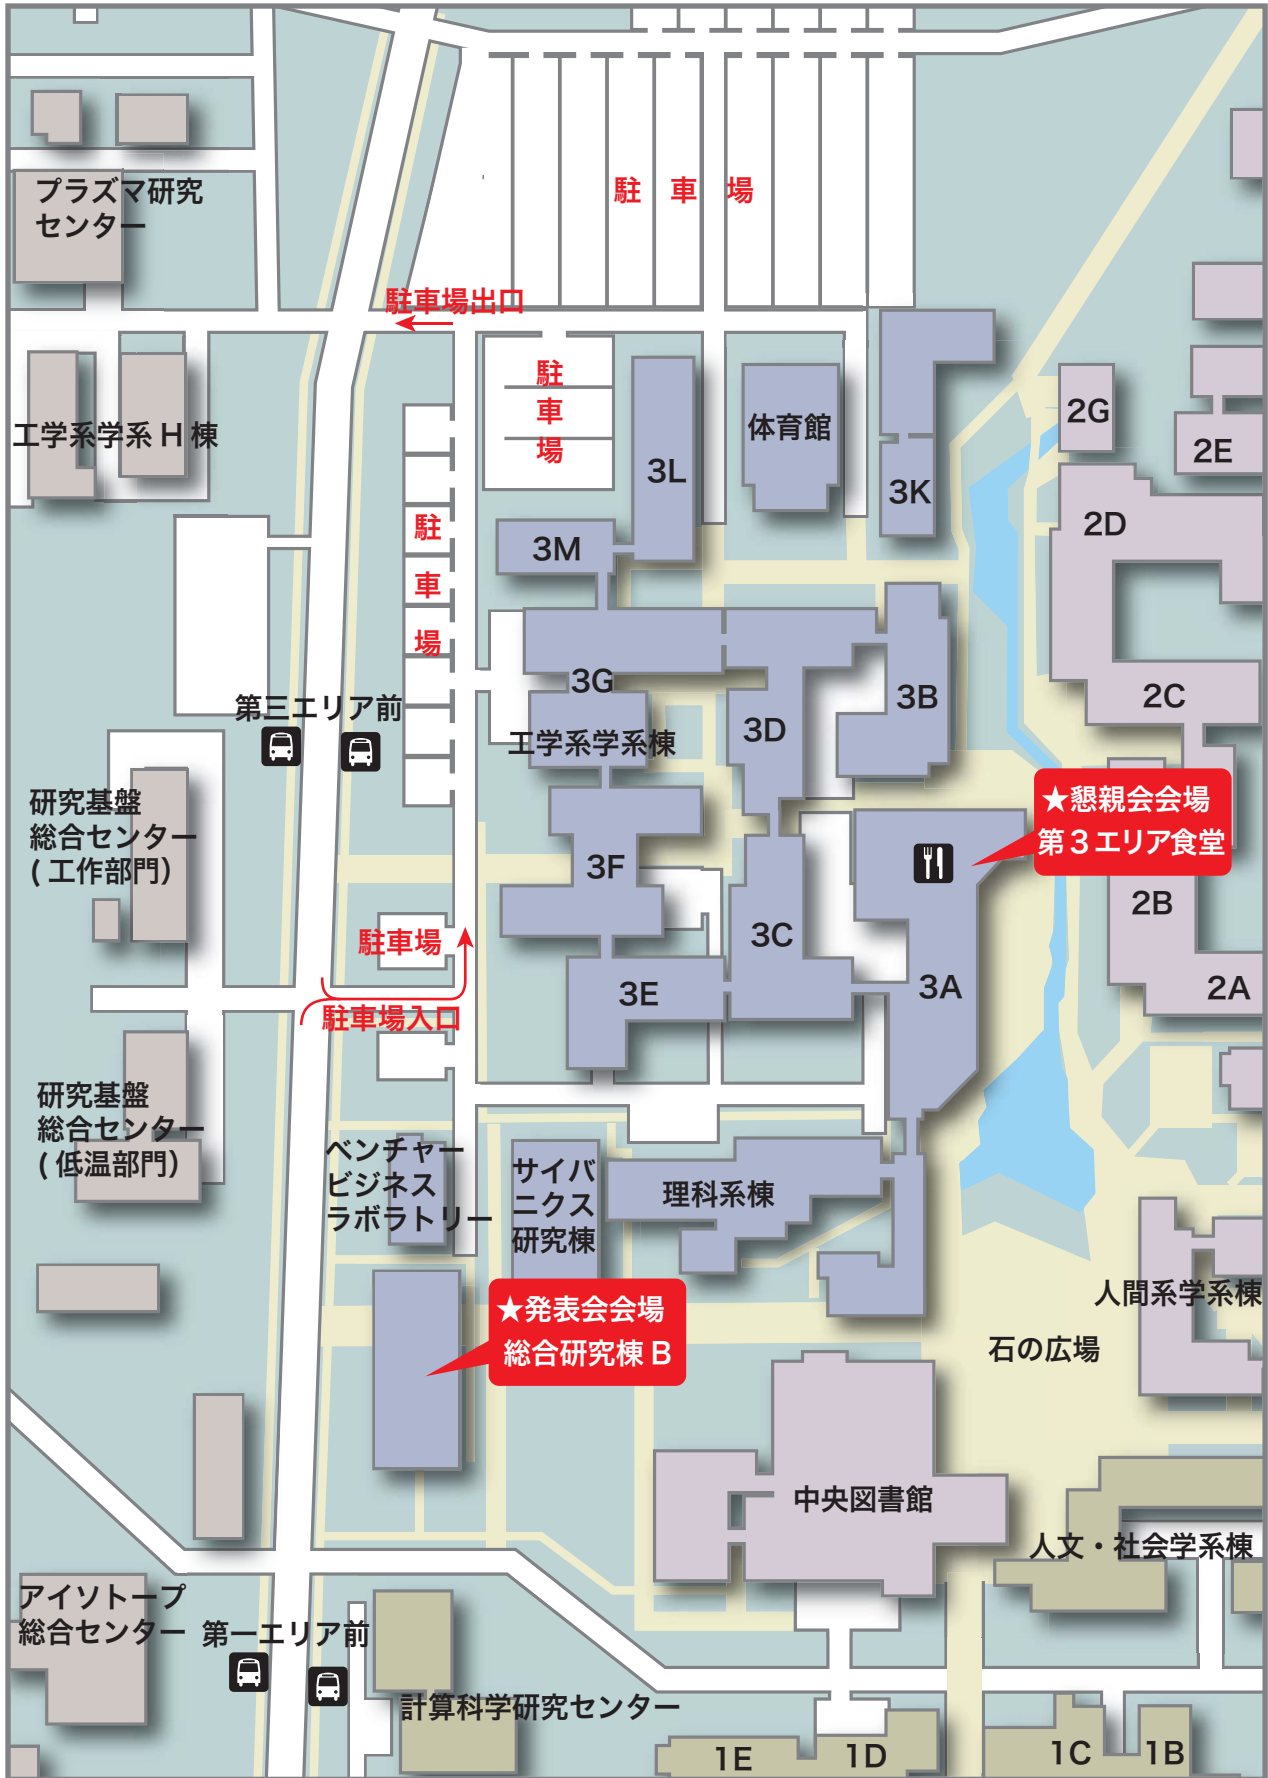 駐車場
プラズマ研究
センター
駐車場出口
駐
車
場
体育館
2G
工学系学系 H 棟
2E
3L
3K
2D
駐
車
場
3M
3G
3B
2C
第三エリア前
3D
工学系学系棟
★懇親会会場
第３エリア食堂
研究基盤
総合センター
( 工作部門）
3F
2B
3C
駐車場
3E
3A
2A
駐車場入口
研究基盤
総合センター
( 低温部門）
ベンチャー
ビジネス
ラボラトリー
サイバ
ニクス
研究棟
理科系棟
人間系学系棟
★発表会会場
総合研究棟 B
石の広場
中央図書館
人文・社会学系棟
アイソトープ
総合センター
第一エリア前
計算科学研究センター
1E
1D
1C
1B